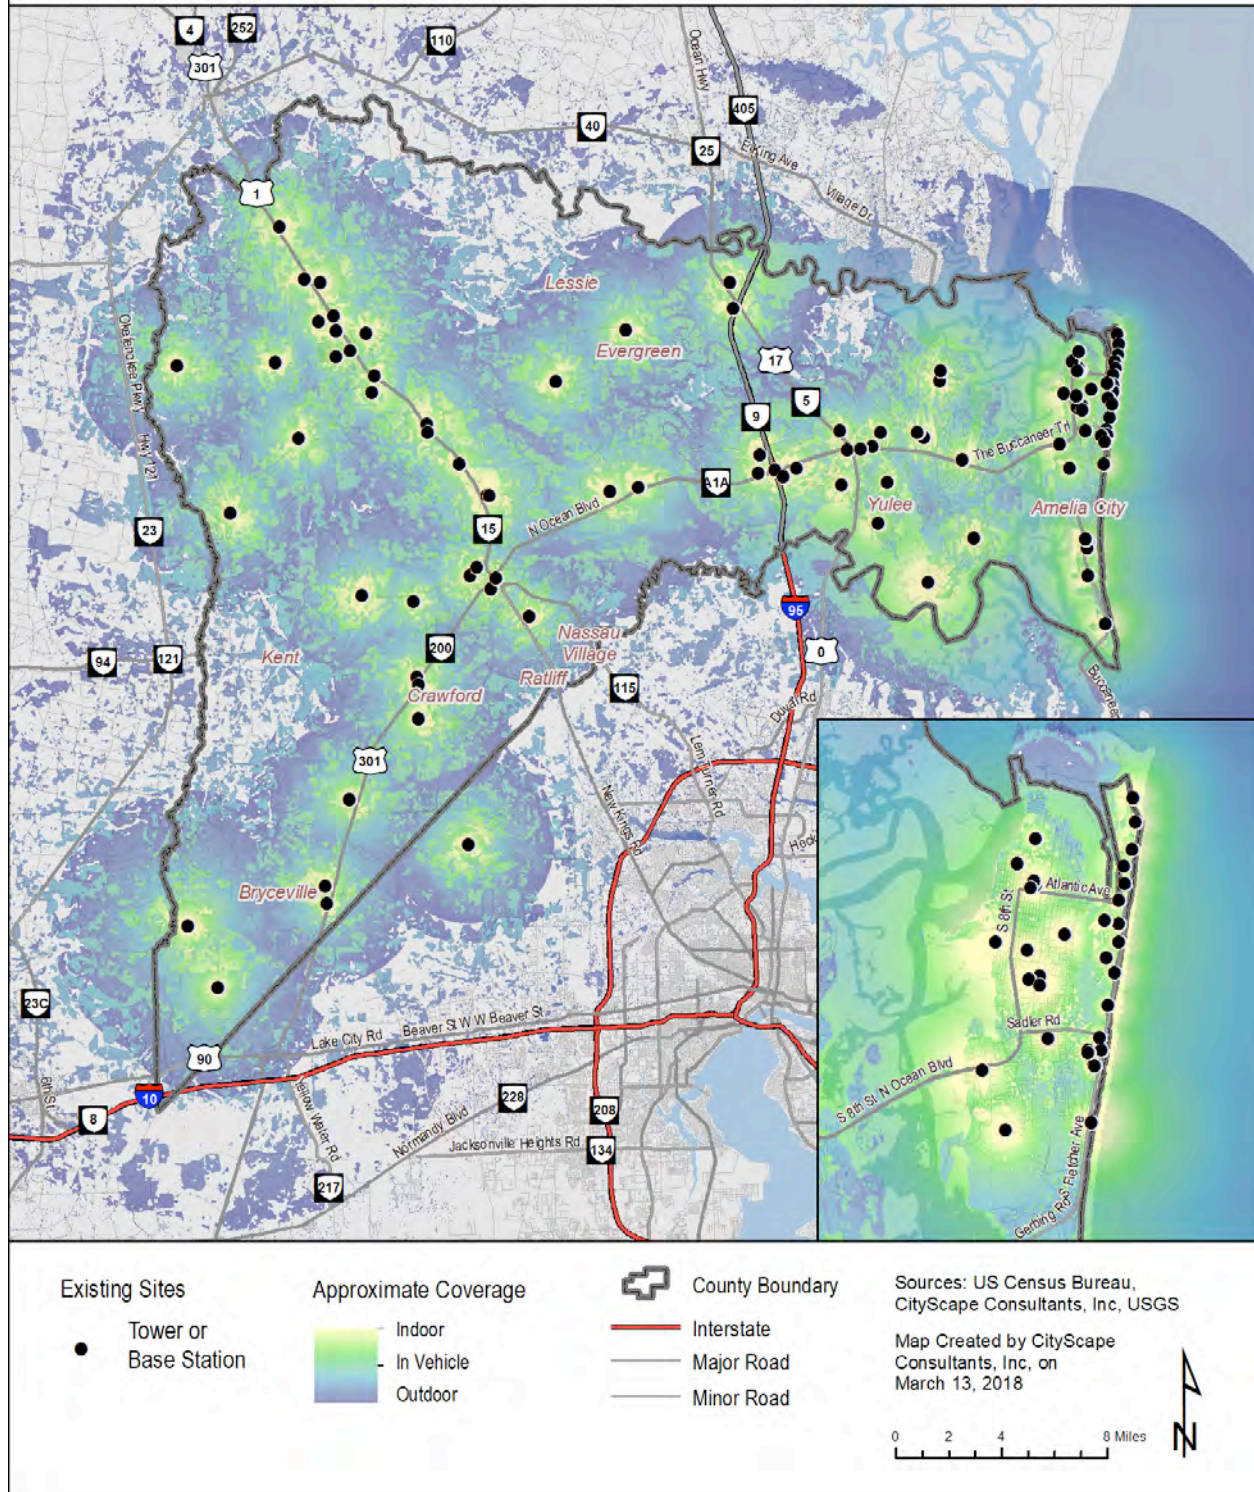 4
252
301
110
Ocean Hwy
405
40
25
E King Ave
Village Dr
1
Lessie
Evergreen
17
5
9
Okefenokee Pkwy
Hwy 121
The Buccaneer Trl
A1A
N Ocean Blvd
Yulee
Amelia City
23
15
95
Nassau
Village
Kent
200
0
94
121
Ratliff
Crawford
115
Buccaneer
Duval Rd
301
Lem Turner Rd
New Kings Rd
Heck
Bryceville
Atlantic Ave
S 8th St
23C
Sadler Rd
Lake City Rd
Beaver St W W Beaver St
90
S 8th St N Ocean Blvd
6th St
10
8
228
208
Yellow Water Rd
Normandy Blvd
Jacksonville Heights Rd
134
217
S Fletcher Ave
Gerbing Rd
Existing Sites
Tower or
Base Station
Approximate Coverage
Indoor
In Vehicle
Outdoor
County Boundary
Interstate
Major Road
Minor Road
Sources: US Census Bureau,
CityScape Consultants, Inc, USGS
Map Created by CityScape
Consultants, Inc, on
March 13, 2018
0 2 4 8 Miles
N